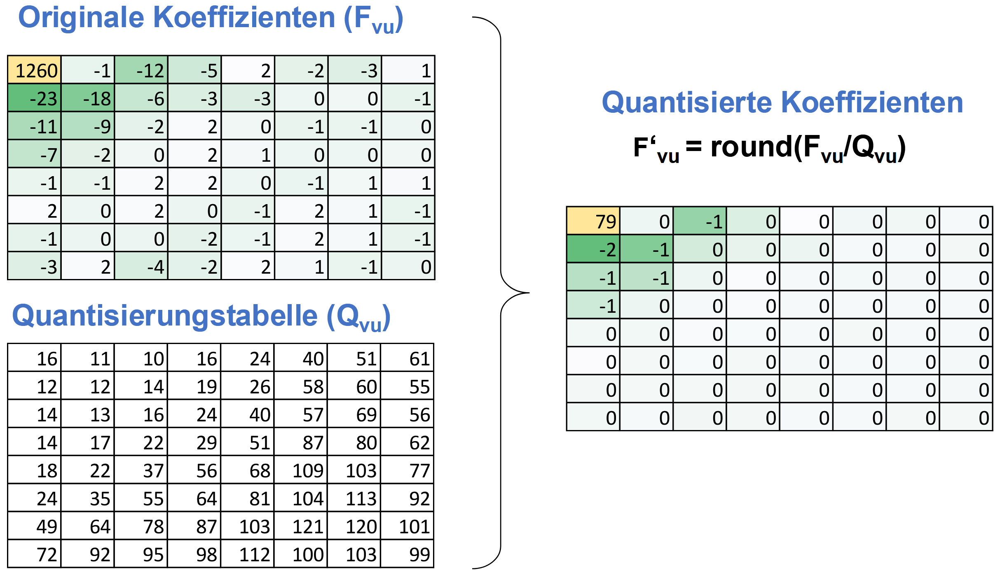 Originale Koeffizienten (Fvu)
1260 -1 -12 -5 2 -2 -3 1
-23 -18 -6 -3 -3 0 0 -1
-11 -9 -2 2 0 -1 -1 0
-7 -2 0 2 1 0 0 0
-1 -1 2 2 0 -1 1 1
2 0 2 0 -1 2 1 -1
-1 0 0 -2 -1 2 1 -1
-3 2 -4 -2 2 1 -1 0
Quantisierungstabelle (Qvu)
16 11 10 16 24 40 51 61
12 12 14 19 26 58 60 55
14 13 16 24 40 57 69 56
14 17 22 29 51 87 80 62
18 22 37 56 68 109 103 77
24 35 55 64 81 104 113 92
49 64 78 87 103 121 120 101
72 92 95 98 112 100 103 99
Quantisierte Koeffizienten
F‘vu = round(Fvu/Qvu)
79 0 -1 0 0 0 0 0
-2 -1 0 0 0 0 0 0
-1 -1 0 0 0 0 0 0
-1 0 0 0 0 0 0 0
0 0 0 0 0 0 0 0
0 0 0 0 0 0 0 0
0 0 0 0 0 0 0 0
0 0 0 0 0 0 0 0